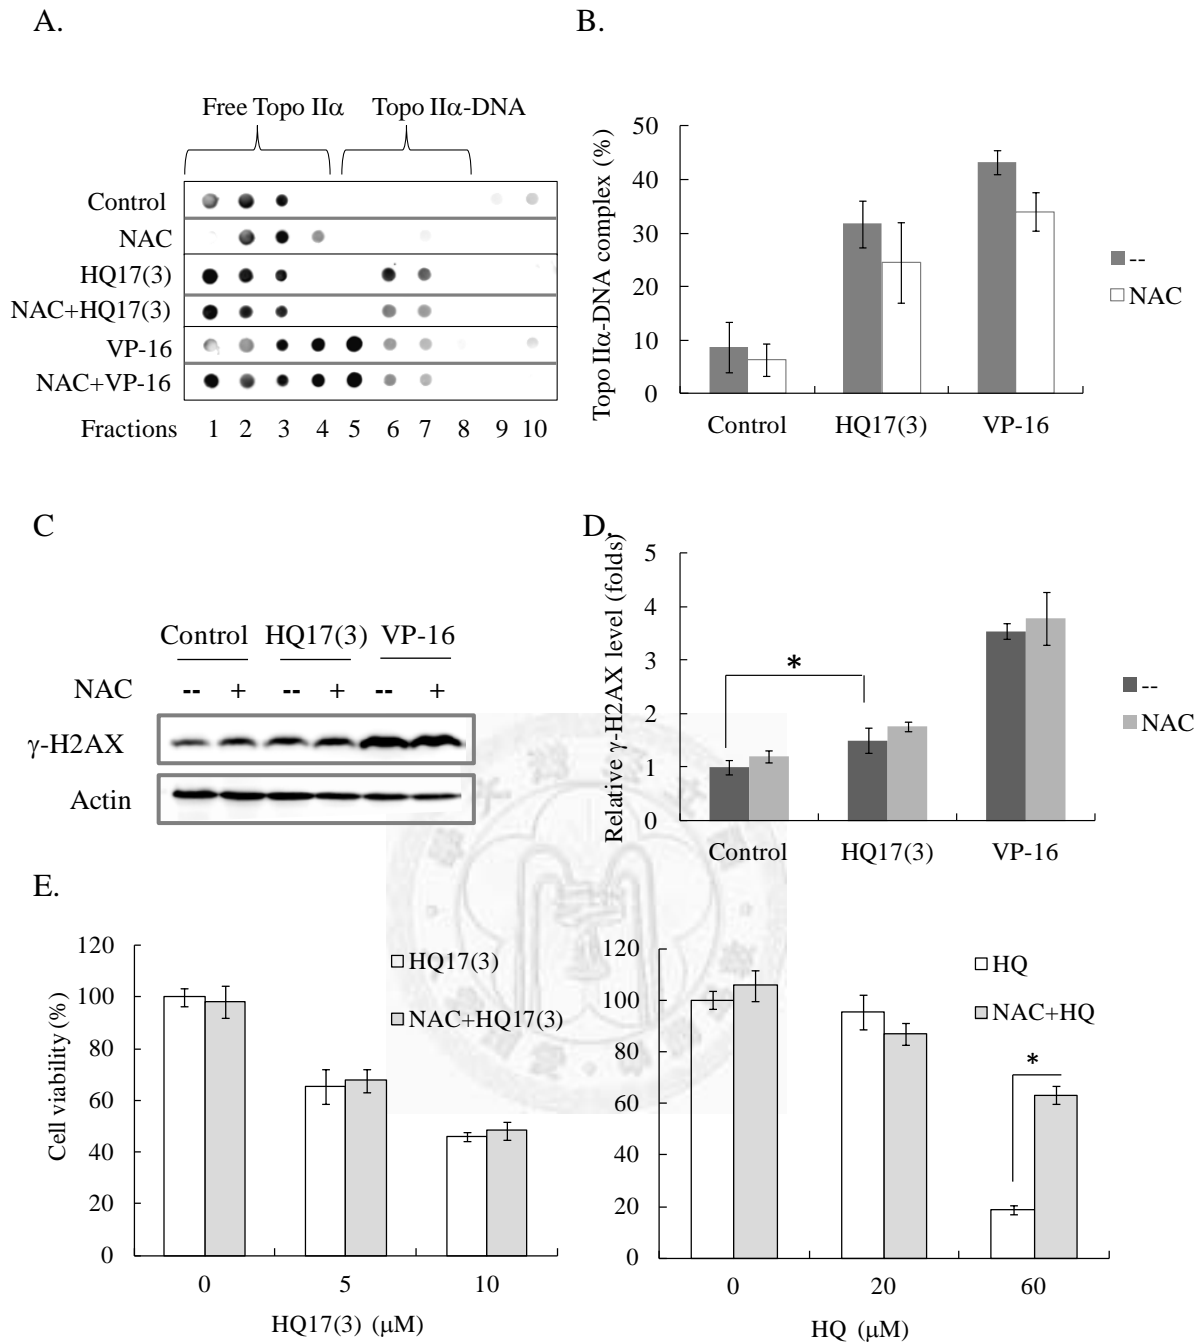 A.
B.
Free Topo IIα Topo IIα-DNA
Control
NAC
HQ17(3)
NAC+HQ17(3)
VP-16
NAC+VP-16
Fractions 1 2 3 4 5 6 7 8 9 10
Topo IIα-DNA complex (%)
50
40
30
20
10
0
Control HQ17(3) VP-16
--
NAC
C
D.
Control HQ17(3) VP-16
NAC -- + -- + -- +
γ-H2AX
Actin
Relative γ-H2AX level (folds)
5
4
3
2
1
0
*
Control HQ17(3) VP-16
--
NAC
E.
Cell viability (%)
120
100
80
60
40
20
0
HQ17(3)
NAC+HQ17(3)
0 5 10
HQ17(3) (μM)
120
100
80
60
40
20
0
HQ
NAC+HQ
*
0 20 60
HQ (μM)